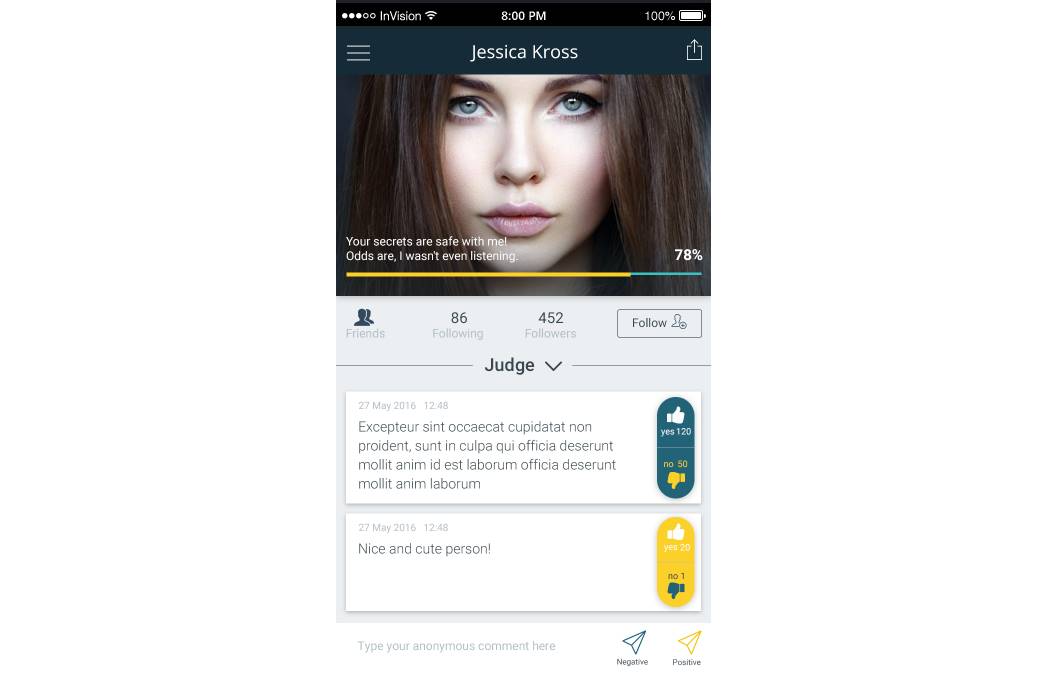 InVision 8:00 PM 100%
Jessica Kross
Your secrets are safe with me!
Odds are, I wasn't even listening.
78%
86 452
Friends Following Followers
Follow
Judge
27 May 2016 12:48
Excepteur sint occaecat cupidatat non
proident, sunt in culpa qui officia deserunt
mollit anim id est laborum officia deserunt
mollit anim laborum
yes 120
no 50
27 May 2016 12:48
Nice and cute person!
yes 20
no 1
Type your anonymous comment here
Negative Positive